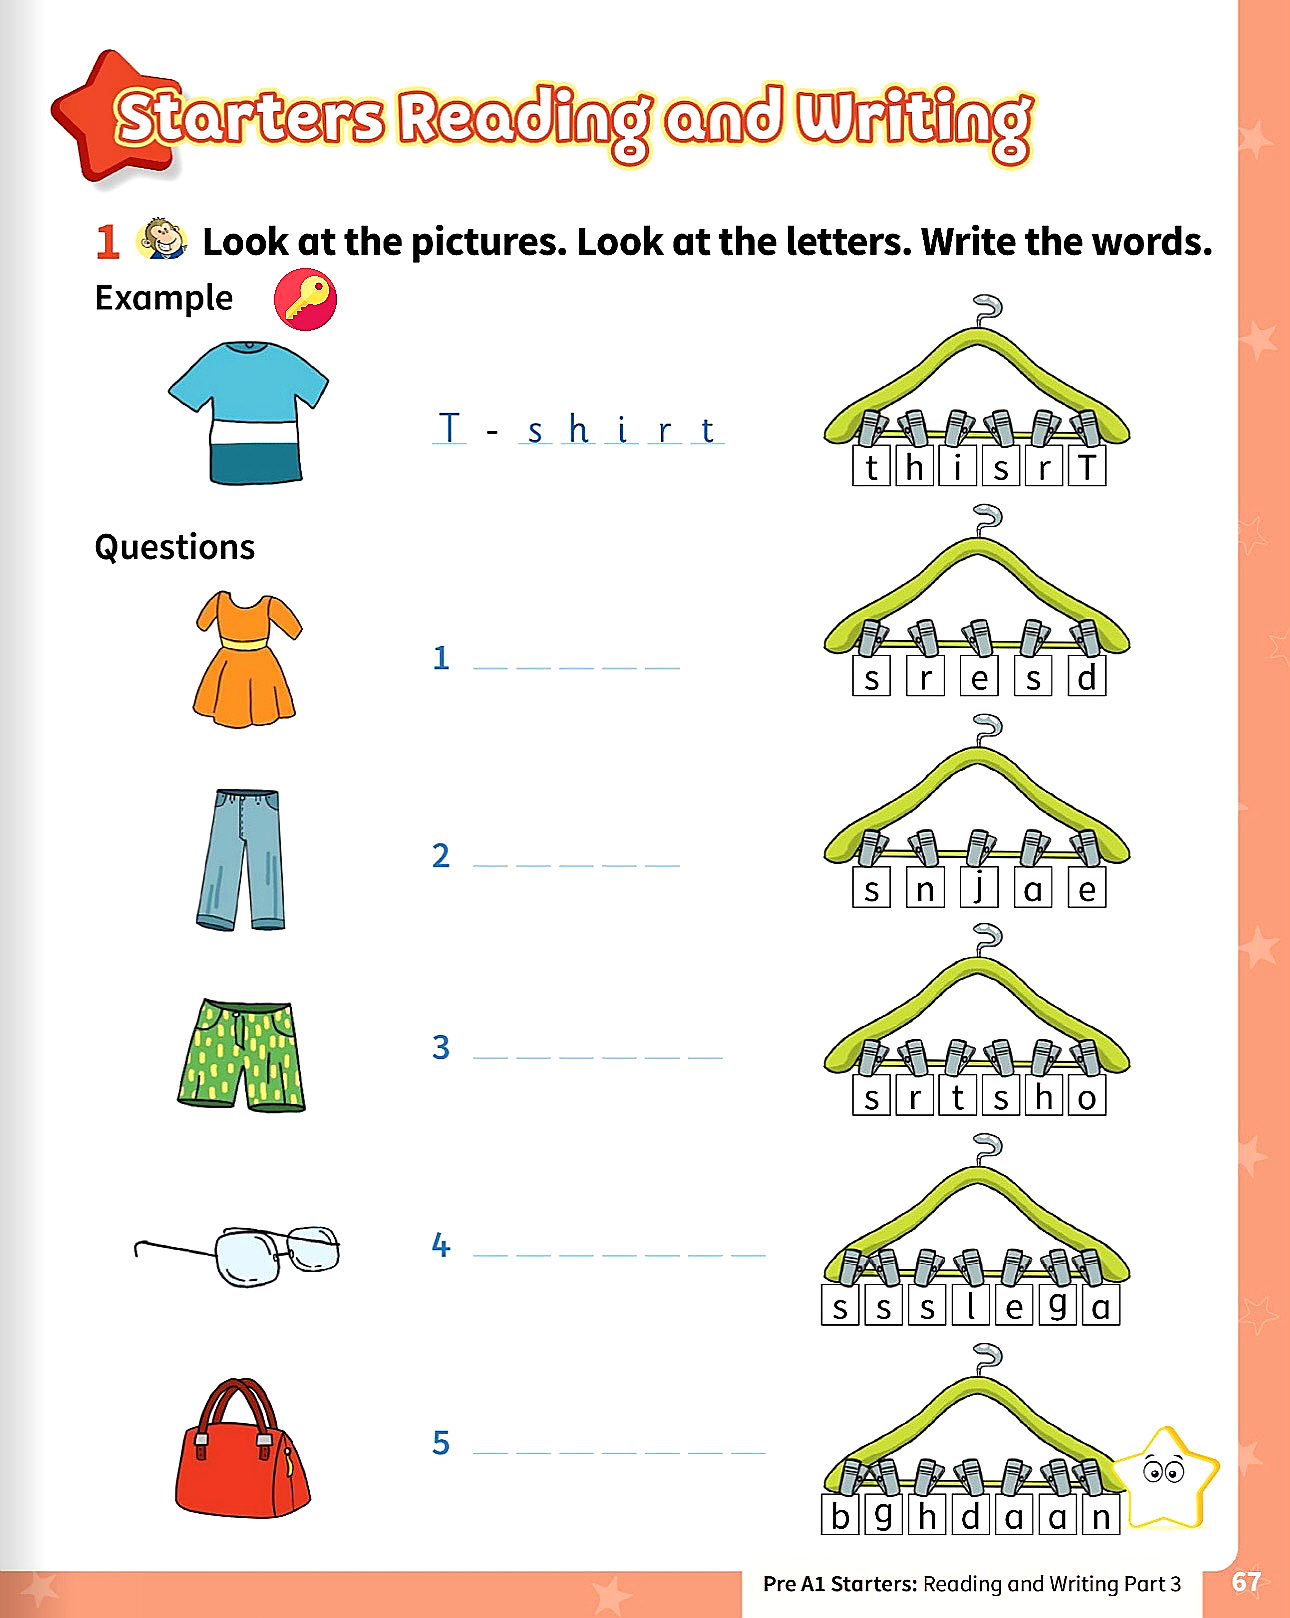 Starters Reading and Writing
1 Look at the pictures. Look at the letters. Write the words.
Example
T - s h i r t
t h i s r T
Questions
1 _ _ _ _ _
s r e s d
2 _ _ _ _ _
s n j a e
3 _ _ _ _ _ _
s r t s h o
4 _ _ _ _ _ _ _
s s s l e g a
5 _ _ _ _ _ _ _
b g h d a a n
Pre A1 Starters: Reading and Writing Part 3
67